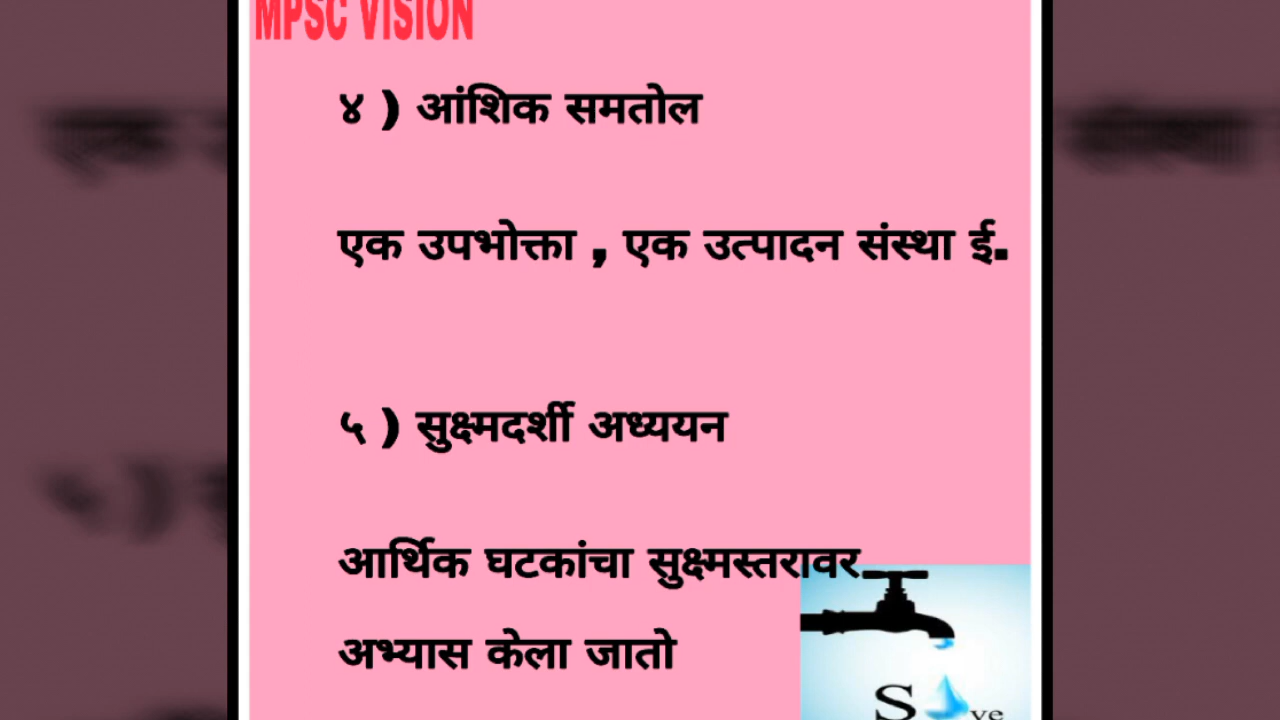 MPSC VISION
४ ) आंशिक समतोल
एक उपभोक्ता , एक उत्पादन संस्था ई.
५ ) सुक्ष्मदर्शी अध्ययन
आर्थिक घटकांचा सुक्ष्मस्तरावर
अभ्यास केला जातो
S ve